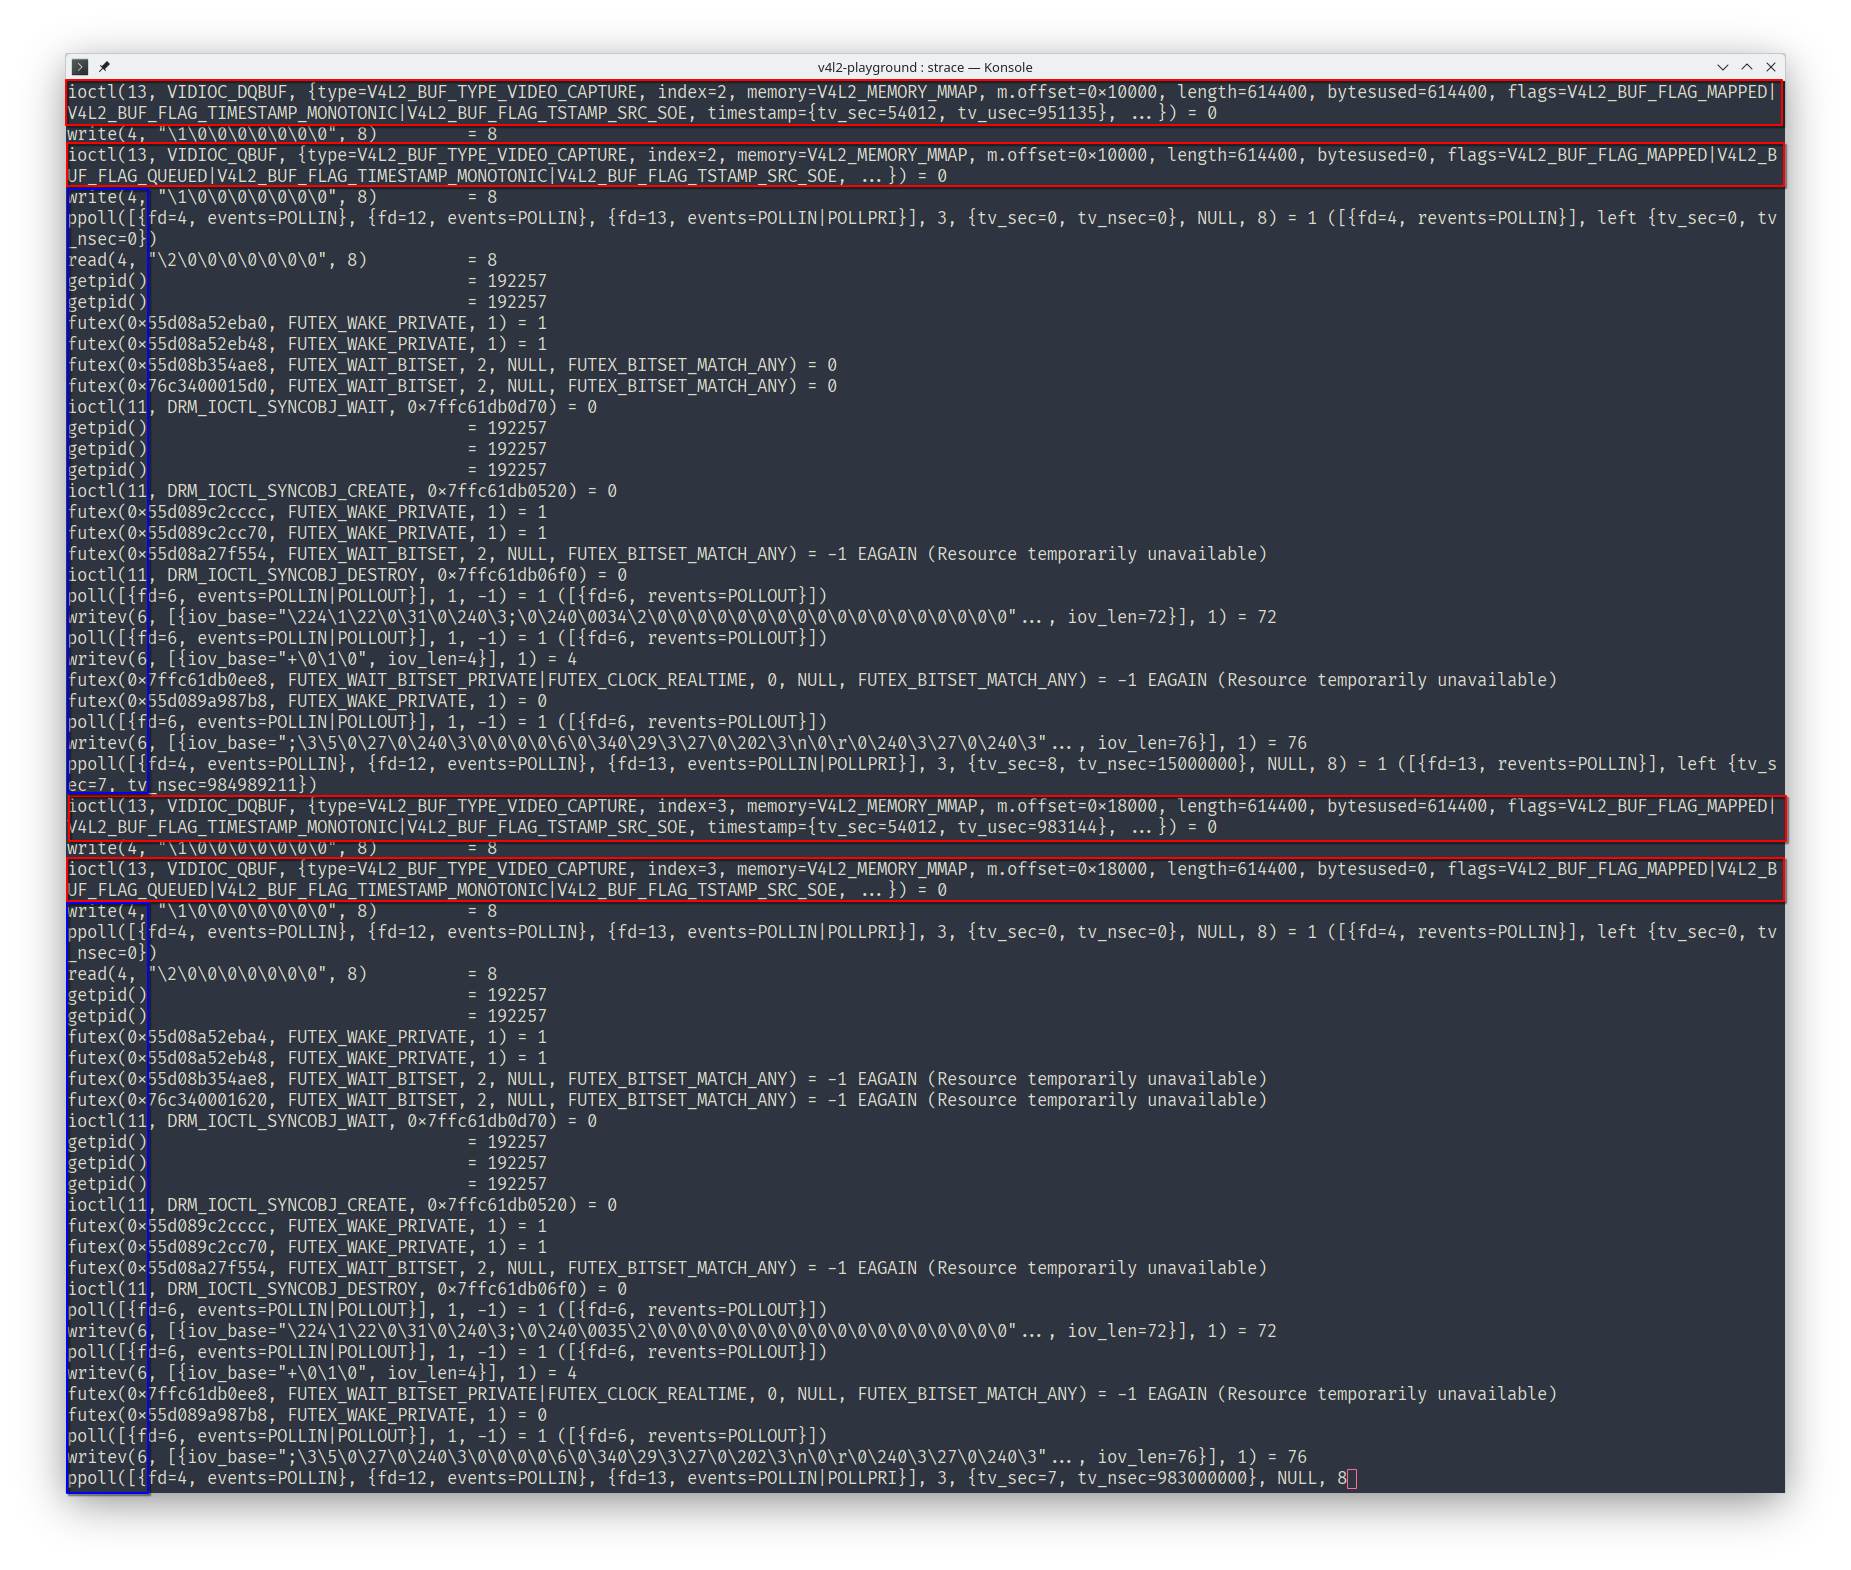 v4l2-playground : strace — Konsole
ioctl(13, VIDIOC_DQBUF, {type=V4L2_BUF_TYPE_VIDEO_CAPTURE, index=2, memory=V4L2_MEMORY_MMAP, m.offset=0×10000, length=614400, bytesused=614400, flags=V4L2_BUF_FLAG_MAPPED|
V4L2_BUF_FLAG_TIMESTAMP_MONOTONIC|V4L2_BUF_FLAG_TSTAMP_SRC_SOE, timestamp={tv_sec=54012, tv_usec=951135}, ...}) = 0
write(4, "\1\0\0\0\0\0\0\0", 8)         = 8
ioctl(13, VIDIOC_QBUF, {type=V4L2_BUF_TYPE_VIDEO_CAPTURE, index=2, memory=V4L2_MEMORY_MMAP, m.offset=0×10000, length=614400, bytesused=0, flags=V4L2_BUF_FLAG_MAPPED|V4L2_B
UF_FLAG_QUEUED|V4L2_BUF_FLAG_TIMESTAMP_MONOTONIC|V4L2_BUF_FLAG_TSTAMP_SRC_SOE, ...}) = 0
write(4, "\1\0\0\0\0\0\0\0", 8)         = 8
ppoll([{fd=4, events=POLLIN}, {fd=12, events=POLLIN}, {fd=13, events=POLLIN|POLLPRI}], 3, {tv_sec=0, tv_nsec=0}, NULL, 8) = 1 ([{fd=4, revents=POLLIN}], left {tv_sec=0, tv
_nsec=0})
read(4, "\2\0\0\0\0\0\0\0", 8)          = 8
getpid()                                = 192257
getpid()                                = 192257
futex(0×55d08a52eba0, FUTEX_WAKE_PRIVATE, 1) = 1
futex(0×55d08a52eb48, FUTEX_WAKE_PRIVATE, 1) = 1
futex(0×55d08b354ae8, FUTEX_WAIT_BITSET, 2, NULL, FUTEX_BITSET_MATCH_ANY) = 0
futex(0×76c3400015d0, FUTEX_WAIT_BITSET, 2, NULL, FUTEX_BITSET_MATCH_ANY) = 0
ioctl(11, DRM_IOCTL_SYNCOBJ_WAIT, 0×7ffc61db0d70) = 0
getpid()                                = 192257
getpid()                                = 192257
getpid()                                = 192257
ioctl(11, DRM_IOCTL_SYNCOBJ_CREATE, 0×7ffc61db0520) = 0
futex(0×55d089c2cccc, FUTEX_WAKE_PRIVATE, 1) = 1
futex(0×55d089c2cc70, FUTEX_WAKE_PRIVATE, 1) = 1
futex(0×55d08a27f554, FUTEX_WAIT_BITSET, 2, NULL, FUTEX_BITSET_MATCH_ANY) = -1 EAGAIN (Resource temporarily unavailable)
ioctl(11, DRM_IOCTL_SYNCOBJ_DESTROY, 0×7ffc61db06f0) = 0
poll([{fd=6, events=POLLIN|POLLOUT}], 1, -1) = 1 ([{fd=6, revents=POLLOUT}])
writev(6, [{iov_base="\224\1\22\0\31\0\240\3;\0\240\0034\2\0\0\0\0\0\0\0\0\0\0\0\0\0\0\0\0\0\0"..., iov_len=72}], 1) = 72
poll([{fd=6, events=POLLIN|POLLOUT}], 1, -1) = 1 ([{fd=6, revents=POLLOUT}])
writev(6, [{iov_base="+\0\1\0", iov_len=4}], 1) = 4
futex(0×7ffc61db0ee8, FUTEX_WAIT_BITSET_PRIVATE|FUTEX_CLOCK_REALTIME, 0, NULL, FUTEX_BITSET_MATCH_ANY) = -1 EAGAIN (Resource temporarily unavailable)
futex(0×55d089a987b8, FUTEX_WAKE_PRIVATE, 1) = 0
poll([{fd=6, events=POLLIN|POLLOUT}], 1, -1) = 1 ([{fd=6, revents=POLLOUT}])
writev(6, [{iov_base=";\3\5\0\27\0\240\3\0\0\0\0\6\0\340\29\3\27\0\202\3\n\0\r\0\240\3\27\0\240\3"..., iov_len=76}], 1) = 76
ppoll([{fd=4, events=POLLIN}, {fd=12, events=POLLIN}, {fd=13, events=POLLIN|POLLPRI}], 3, {tv_sec=8, tv_nsec=15000000}, NULL, 8) = 1 ([{fd=13, revents=POLLIN}], left {tv_s
ec=7, tv_nsec=984989211})
ioctl(13, VIDIOC_DQBUF, {type=V4L2_BUF_TYPE_VIDEO_CAPTURE, index=3, memory=V4L2_MEMORY_MMAP, m.offset=0×18000, length=614400, bytesused=614400, flags=V4L2_BUF_FLAG_MAPPED|
V4L2_BUF_FLAG_TIMESTAMP_MONOTONIC|V4L2_BUF_FLAG_TSTAMP_SRC_SOE, timestamp={tv_sec=54012, tv_usec=983144}, ...}) = 0
write(4, "\1\0\0\0\0\0\0\0", 8)         = 8
ioctl(13, VIDIOC_QBUF, {type=V4L2_BUF_TYPE_VIDEO_CAPTURE, index=3, memory=V4L2_MEMORY_MMAP, m.offset=0×18000, length=614400, bytesused=0, flags=V4L2_BUF_FLAG_MAPPED|V4L2_B
UF_FLAG_QUEUED|V4L2_BUF_FLAG_TIMESTAMP_MONOTONIC|V4L2_BUF_FLAG_TSTAMP_SRC_SOE, ...}) = 0
write(4, "\1\0\0\0\0\0\0\0", 8)         = 8
ppoll([{fd=4, events=POLLIN}, {fd=12, events=POLLIN}, {fd=13, events=POLLIN|POLLPRI}], 3, {tv_sec=0, tv_nsec=0}, NULL, 8) = 1 ([{fd=4, revents=POLLIN}], left {tv_sec=0, tv
_nsec=0})
read(4, "\2\0\0\0\0\0\0\0", 8)          = 8
getpid()                                = 192257
getpid()                                = 192257
futex(0×55d08a52eba4, FUTEX_WAKE_PRIVATE, 1) = 1
futex(0×55d08a52eb48, FUTEX_WAKE_PRIVATE, 1) = 1
futex(0×55d08b354ae8, FUTEX_WAIT_BITSET, 2, NULL, FUTEX_BITSET_MATCH_ANY) = -1 EAGAIN (Resource temporarily unavailable)
futex(0×76c340001620, FUTEX_WAIT_BITSET, 2, NULL, FUTEX_BITSET_MATCH_ANY) = -1 EAGAIN (Resource temporarily unavailable)
ioctl(11, DRM_IOCTL_SYNCOBJ_WAIT, 0×7ffc61db0d70) = 0
getpid()                                = 192257
getpid()                                = 192257
getpid()                                = 192257
ioctl(11, DRM_IOCTL_SYNCOBJ_CREATE, 0×7ffc61db0520) = 0
futex(0×55d089c2cccc, FUTEX_WAKE_PRIVATE, 1) = 1
futex(0×55d089c2cc70, FUTEX_WAKE_PRIVATE, 1) = 1
futex(0×55d08a27f554, FUTEX_WAIT_BITSET, 2, NULL, FUTEX_BITSET_MATCH_ANY) = -1 EAGAIN (Resource temporarily unavailable)
ioctl(11, DRM_IOCTL_SYNCOBJ_DESTROY, 0×7ffc61db06f0) = 0
poll([{fd=6, events=POLLIN|POLLOUT}], 1, -1) = 1 ([{fd=6, revents=POLLOUT}])
writev(6, [{iov_base="\224\1\22\0\31\0\240\3;\0\240\0035\2\0\0\0\0\0\0\0\0\0\0\0\0\0\0\0\0\0\0"..., iov_len=72}], 1) = 72
poll([{fd=6, events=POLLIN|POLLOUT}], 1, -1) = 1 ([{fd=6, revents=POLLOUT}])
writev(6, [{iov_base="+\0\1\0", iov_len=4}], 1) = 4
futex(0×7ffc61db0ee8, FUTEX_WAIT_BITSET_PRIVATE|FUTEX_CLOCK_REALTIME, 0, NULL, FUTEX_BITSET_MATCH_ANY) = -1 EAGAIN (Resource temporarily unavailable)
futex(0×55d089a987b8, FUTEX_WAKE_PRIVATE, 1) = 0
poll([{fd=6, events=POLLIN|POLLOUT}], 1, -1) = 1 ([{fd=6, revents=POLLOUT}])
writev(6, [{iov_base=";\3\5\0\27\0\240\3\0\0\0\0\6\0\340\29\3\27\0\202\3\n\0\r\0\240\3\27\0\240\3"..., iov_len=76}], 1) = 76
ppoll([{fd=4, events=POLLIN}, {fd=12, events=POLLIN}, {fd=13, events=POLLIN|POLLPRI}], 3, {tv_sec=7, tv_nsec=983000000}, NULL, 8